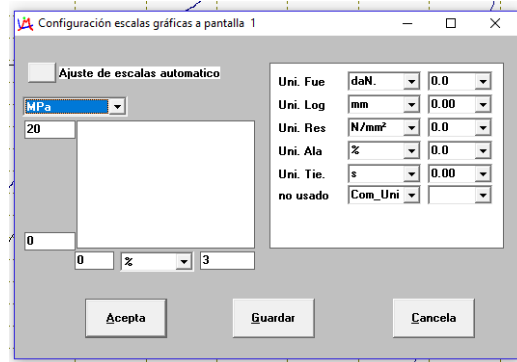 Configuración escalas gráficas a pantalla 1
Ajuste de escalas automatico
MPa
20
0
0 % 3
Uni. Fue daN. 0.0
Uni. Log mm 0.00
Uni. Res N/mm² 0.0
Uni. Ala % 0.0
Uni. Tie. s 0.00
no usado Com_Uni
Acepta Guardar Cancela